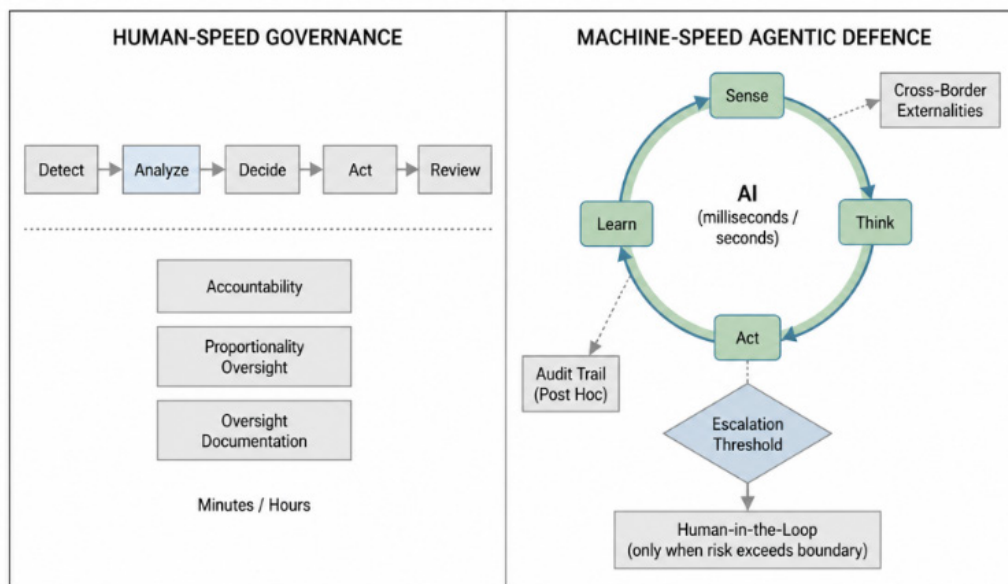 HUMAN-SPEED GOVERNANCE
Detect
Analyze
Decide
Act
Review
Accountability
Proportionality
Oversight
Oversight
Documentation
Minutes / Hours
MACHINE-SPEED AGENTIC DEFENCE
Sense
Cross-Border
Externalities
AI
(milliseconds /
seconds)
Learn
Think
Act
Audit Trail
(Post Hoc)
Escalation
Threshold
Human-in-the-Loop
(only when risk exceeds boundary)